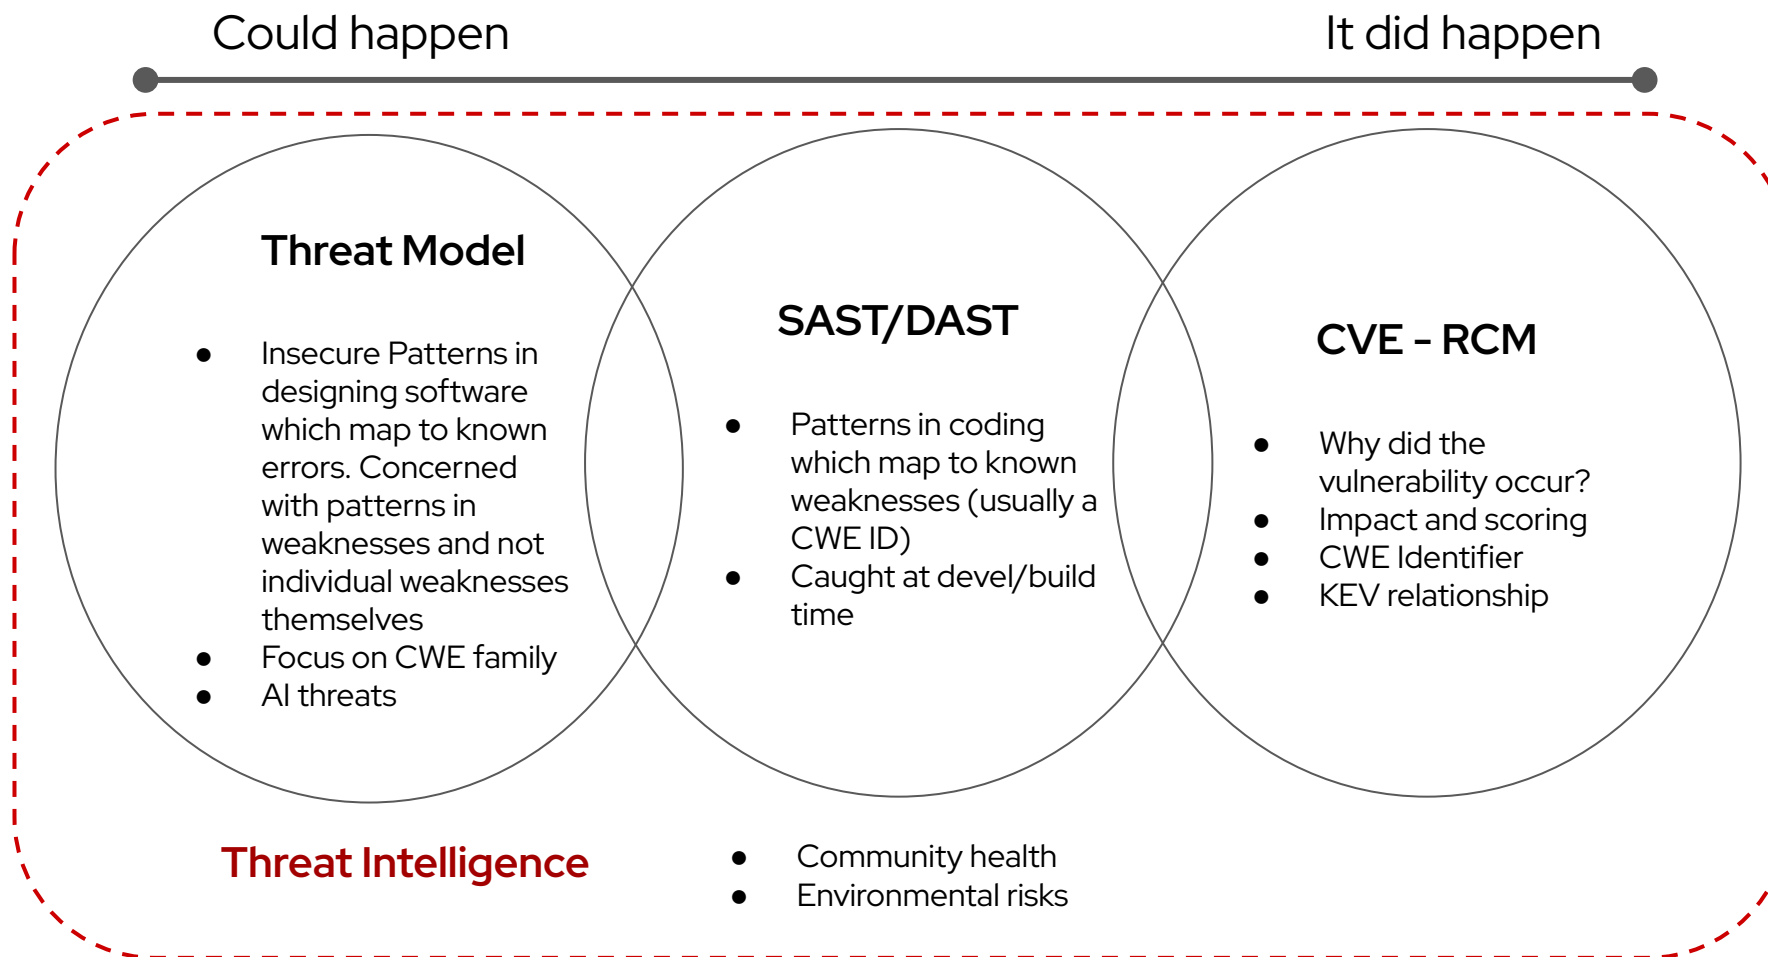 Could happen
It did happen
Threat Model
● Insecure Patterns in
designing software
which map to known
errors. Concerned
with patterns in
weaknesses and not
individual weaknesses
themselves
● Focus on CWE family
● AI threats
SAST/DAST
● Patterns in coding
which map to known
weaknesses (usually a
CWE ID)
● Caught at devel/build
time
CVE - RCM
● Why did the
vulnerability occur?
● Impact and scoring
● CWE Identifier
● KEV relationship
Threat Intelligence
● Community health
● Environmental risks